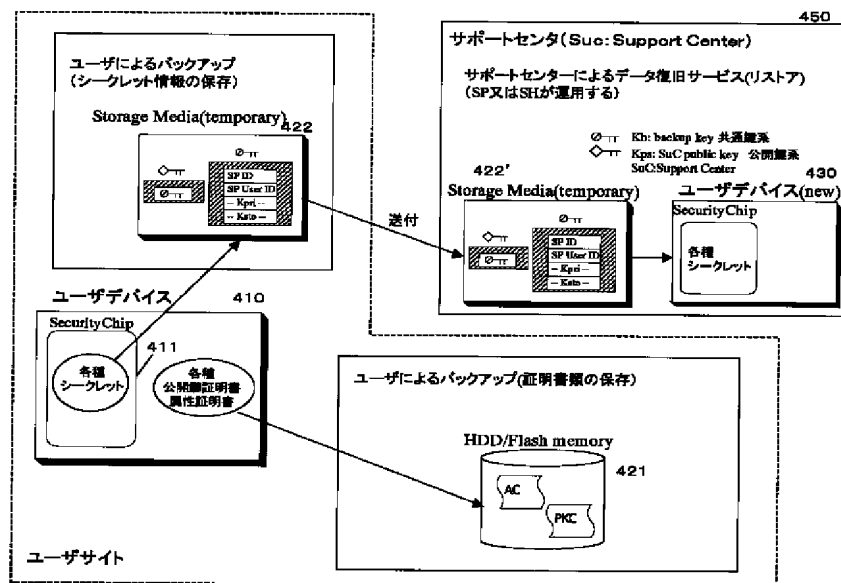 450
サポートセンタ(Suc: Support Center)
サポートセンターによるデータ復旧サービス(リストア)
(SP又はSHが運用する)
Kb: backup key 共通鍵系
Kps: SuC public key 公開鍵系
SuC:Support Center
ユーザによるバックアップ
(シークレット情報の保存)
Storage Media(temporary)
422
SP ID
SP User ID
-- Kpri --
-- Ksto --
送付
422'
Storage Media(temporary)
SP ID
SP User ID
-- Kpri --
-- Ksto --
430
ユーザデバイス(new)
SecurityChip
各種
シークレット
ユーザデバイス
410
SecurityChip
411
各種
シークレット
各種
公開鍵証明書
属性証明書
ユーザによるバックアップ(証明書類の保存)
HDD/Flash memory
421
AC
PKC
ユーザサイト